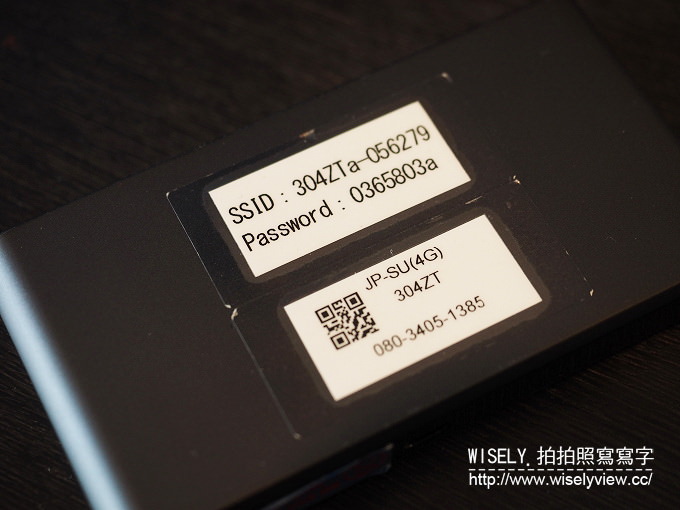 SSID : 304ZTa-056279
Password : 0365803a
JP-SU(4G)
304ZT
080-3405-1385
WISELY. 拍拍照寫寫字
http://www.wiselyview.cc/